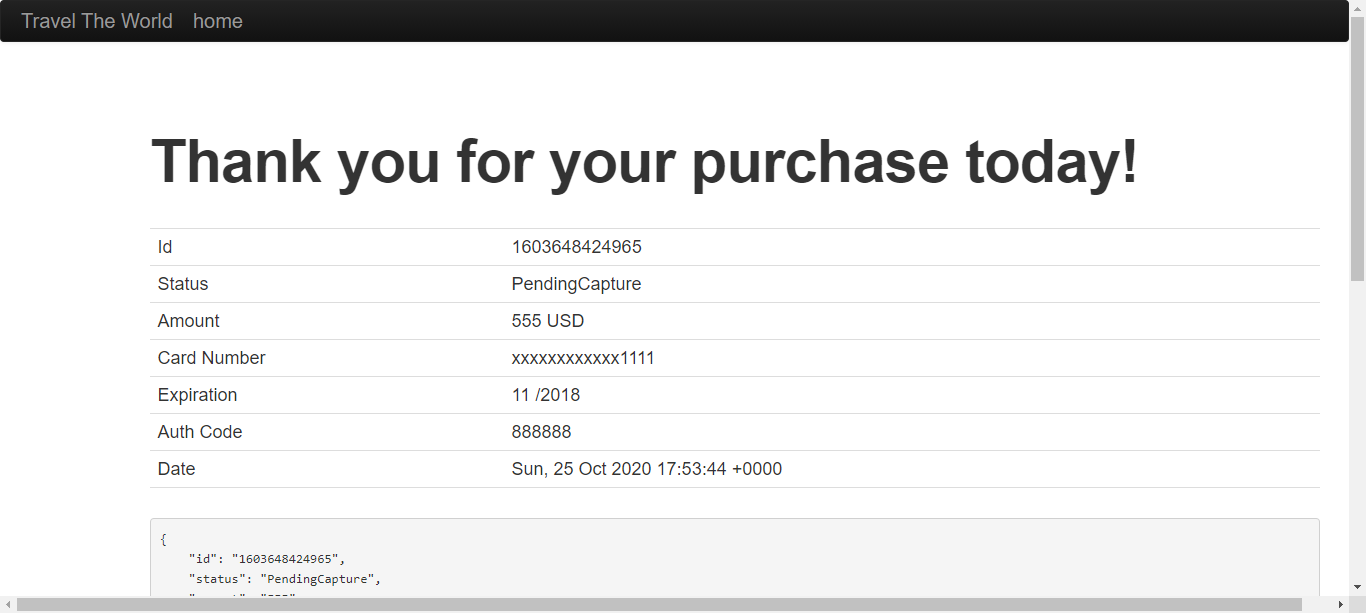 Travel The World home
Thank you for your purchase today!
Id 1603648424965
Status PendingCapture
Amount 555 USD
Card Number xxxxxxxxxxxx1111
Expiration 11 /2018
Auth Code 888888
Date Sun, 25 Oct 2020 17:53:44 +0000
{
"id": "1603648424965",
"status": "PendingCapture",